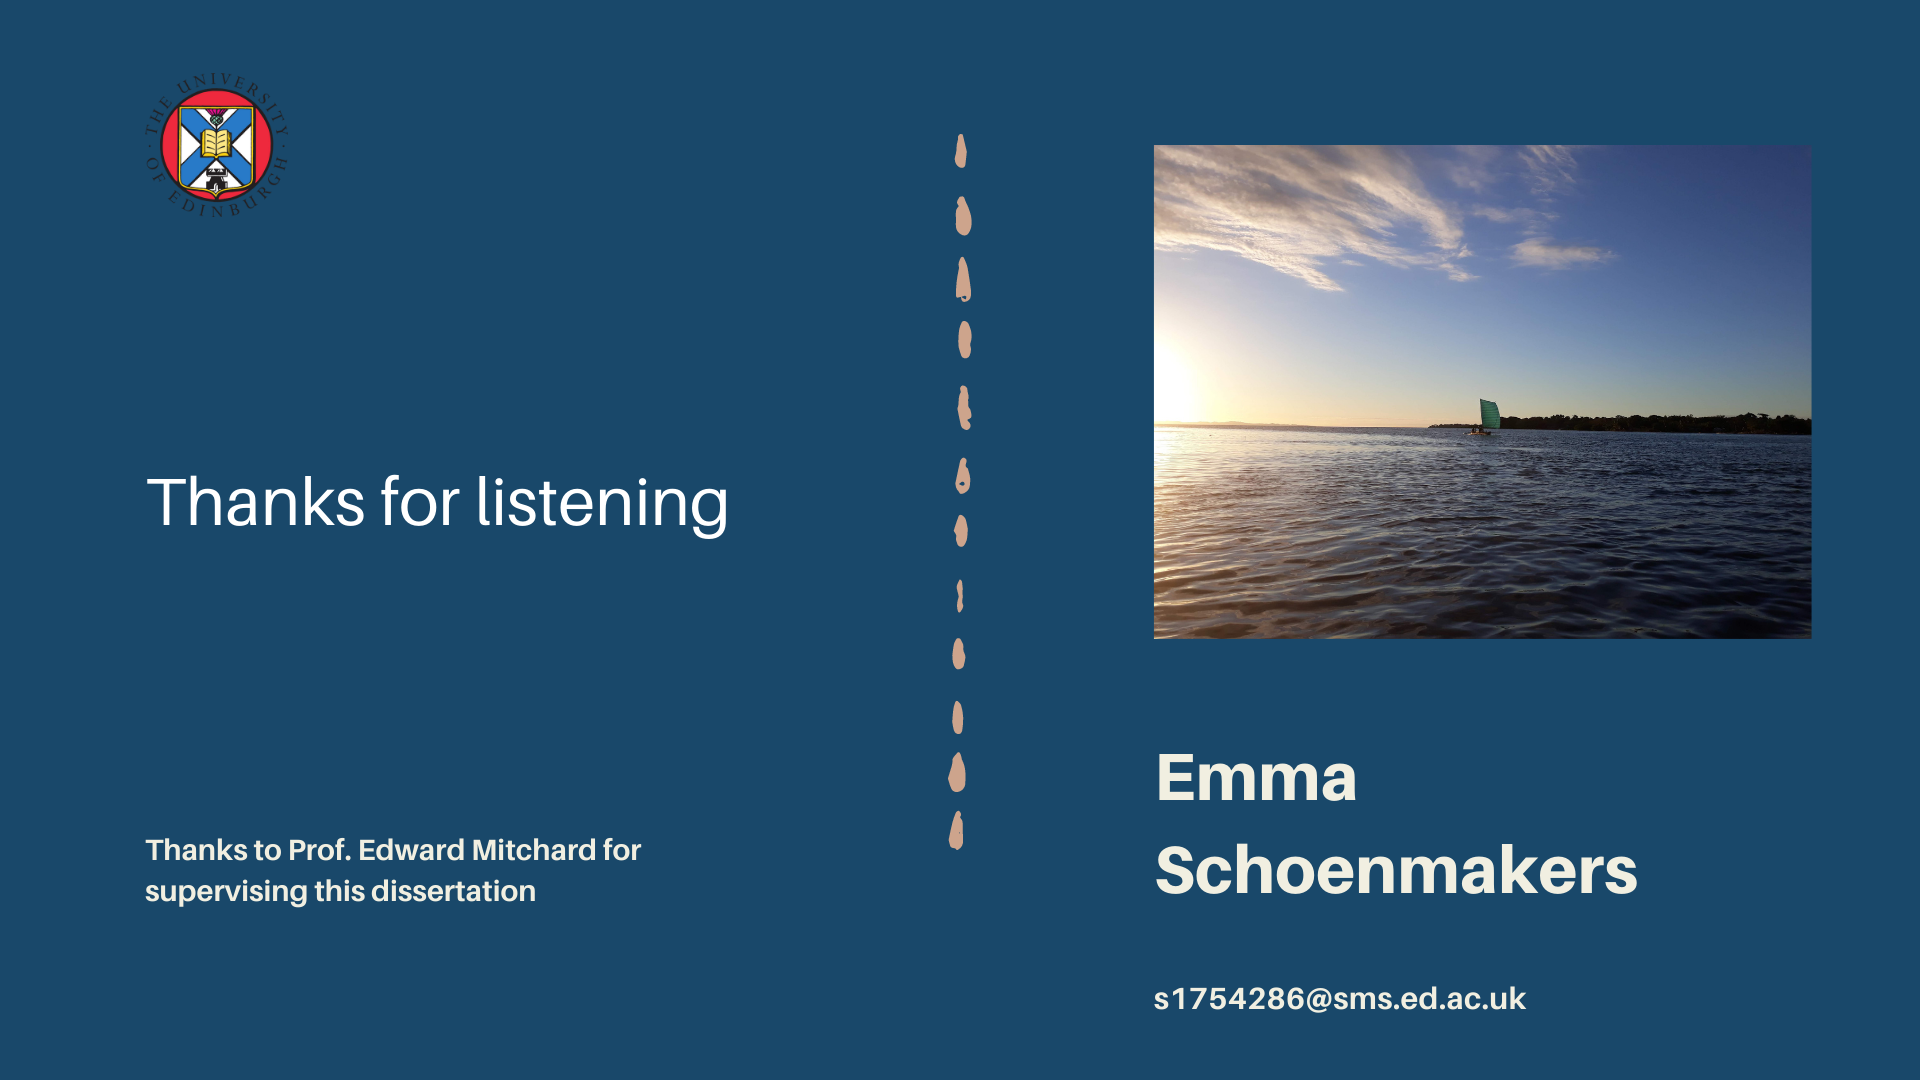 THE UNIVERSITY OF EDINBURGH
Thanks for listening
Thanks to Prof. Edward Mitchard for
supervising this dissertation
Emma
Schoenmakers
s1754286@sms.ed.ac.uk